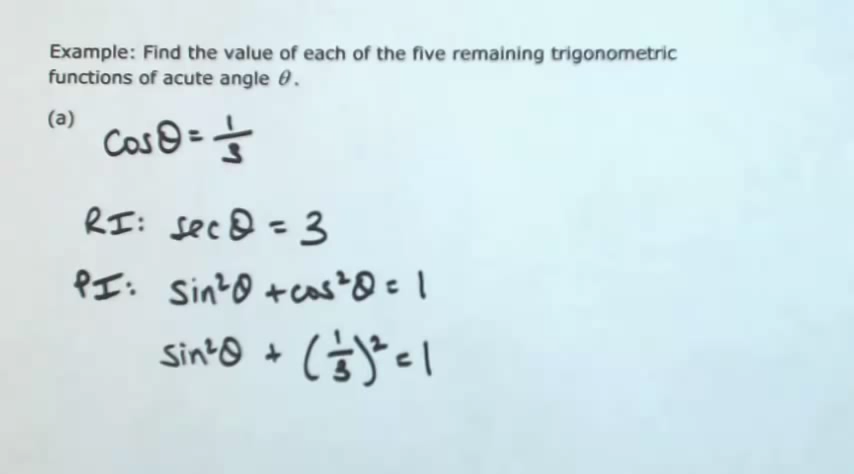 Example: Find the value of each of the five remaining trigonometric
functions of acute angle θ.
(a)
cosθ = 1/3
RI: secθ = 3
PI: sin²θ + cos²θ = 1
sin²θ + (1/3)² = 1